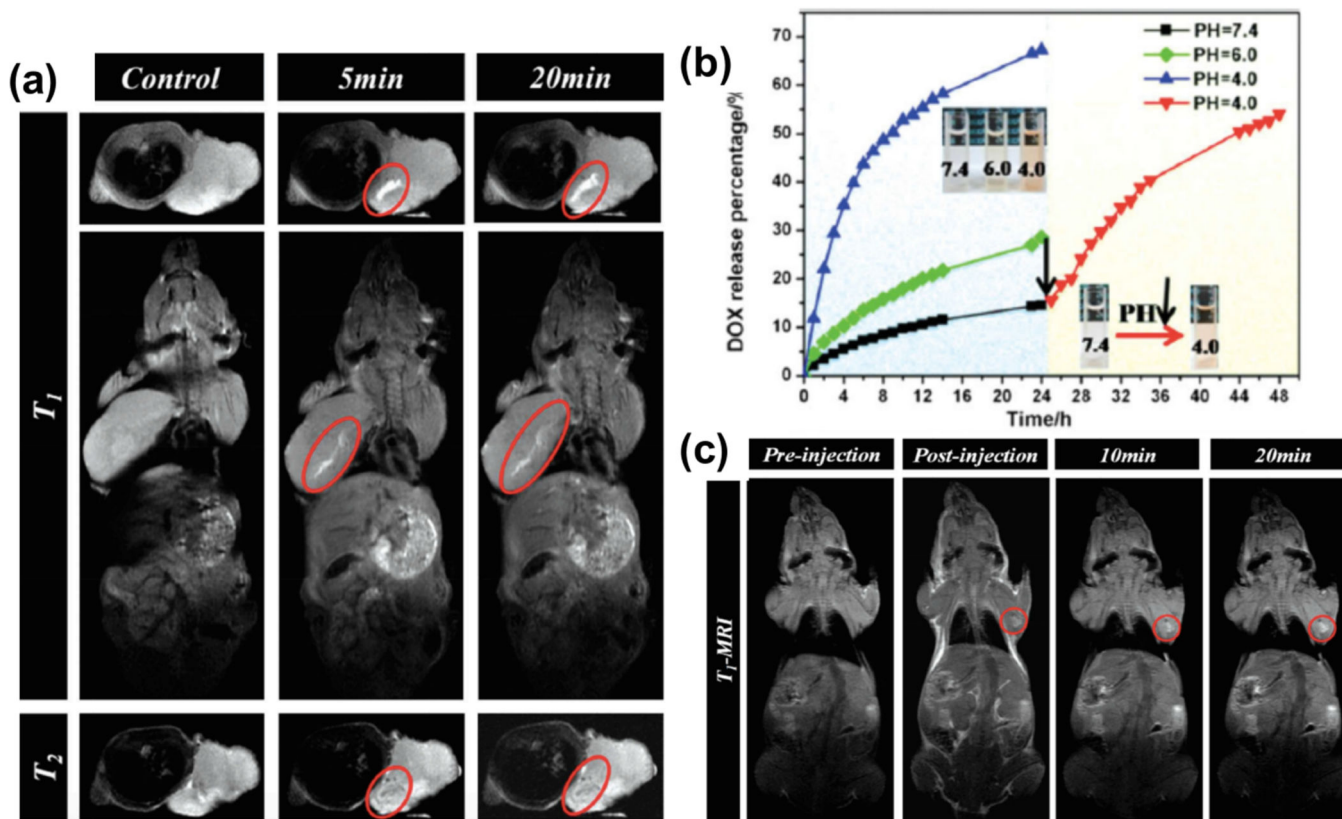 (a)
Control
5min
20min
T1
T2
(b)
DOX release percentage/%
70
60
50
40
30
20
10
0
PH=7.4
PH=6.0
PH=4.0
PH=4.0
7.4 6.0 4.0
PH
7.4
4.0
0 4 8 12 16 20 24 28 32 36 40 44 48
Time/h
(c)
Pre-injection
Post-injection
10min
20min
T1-MRI